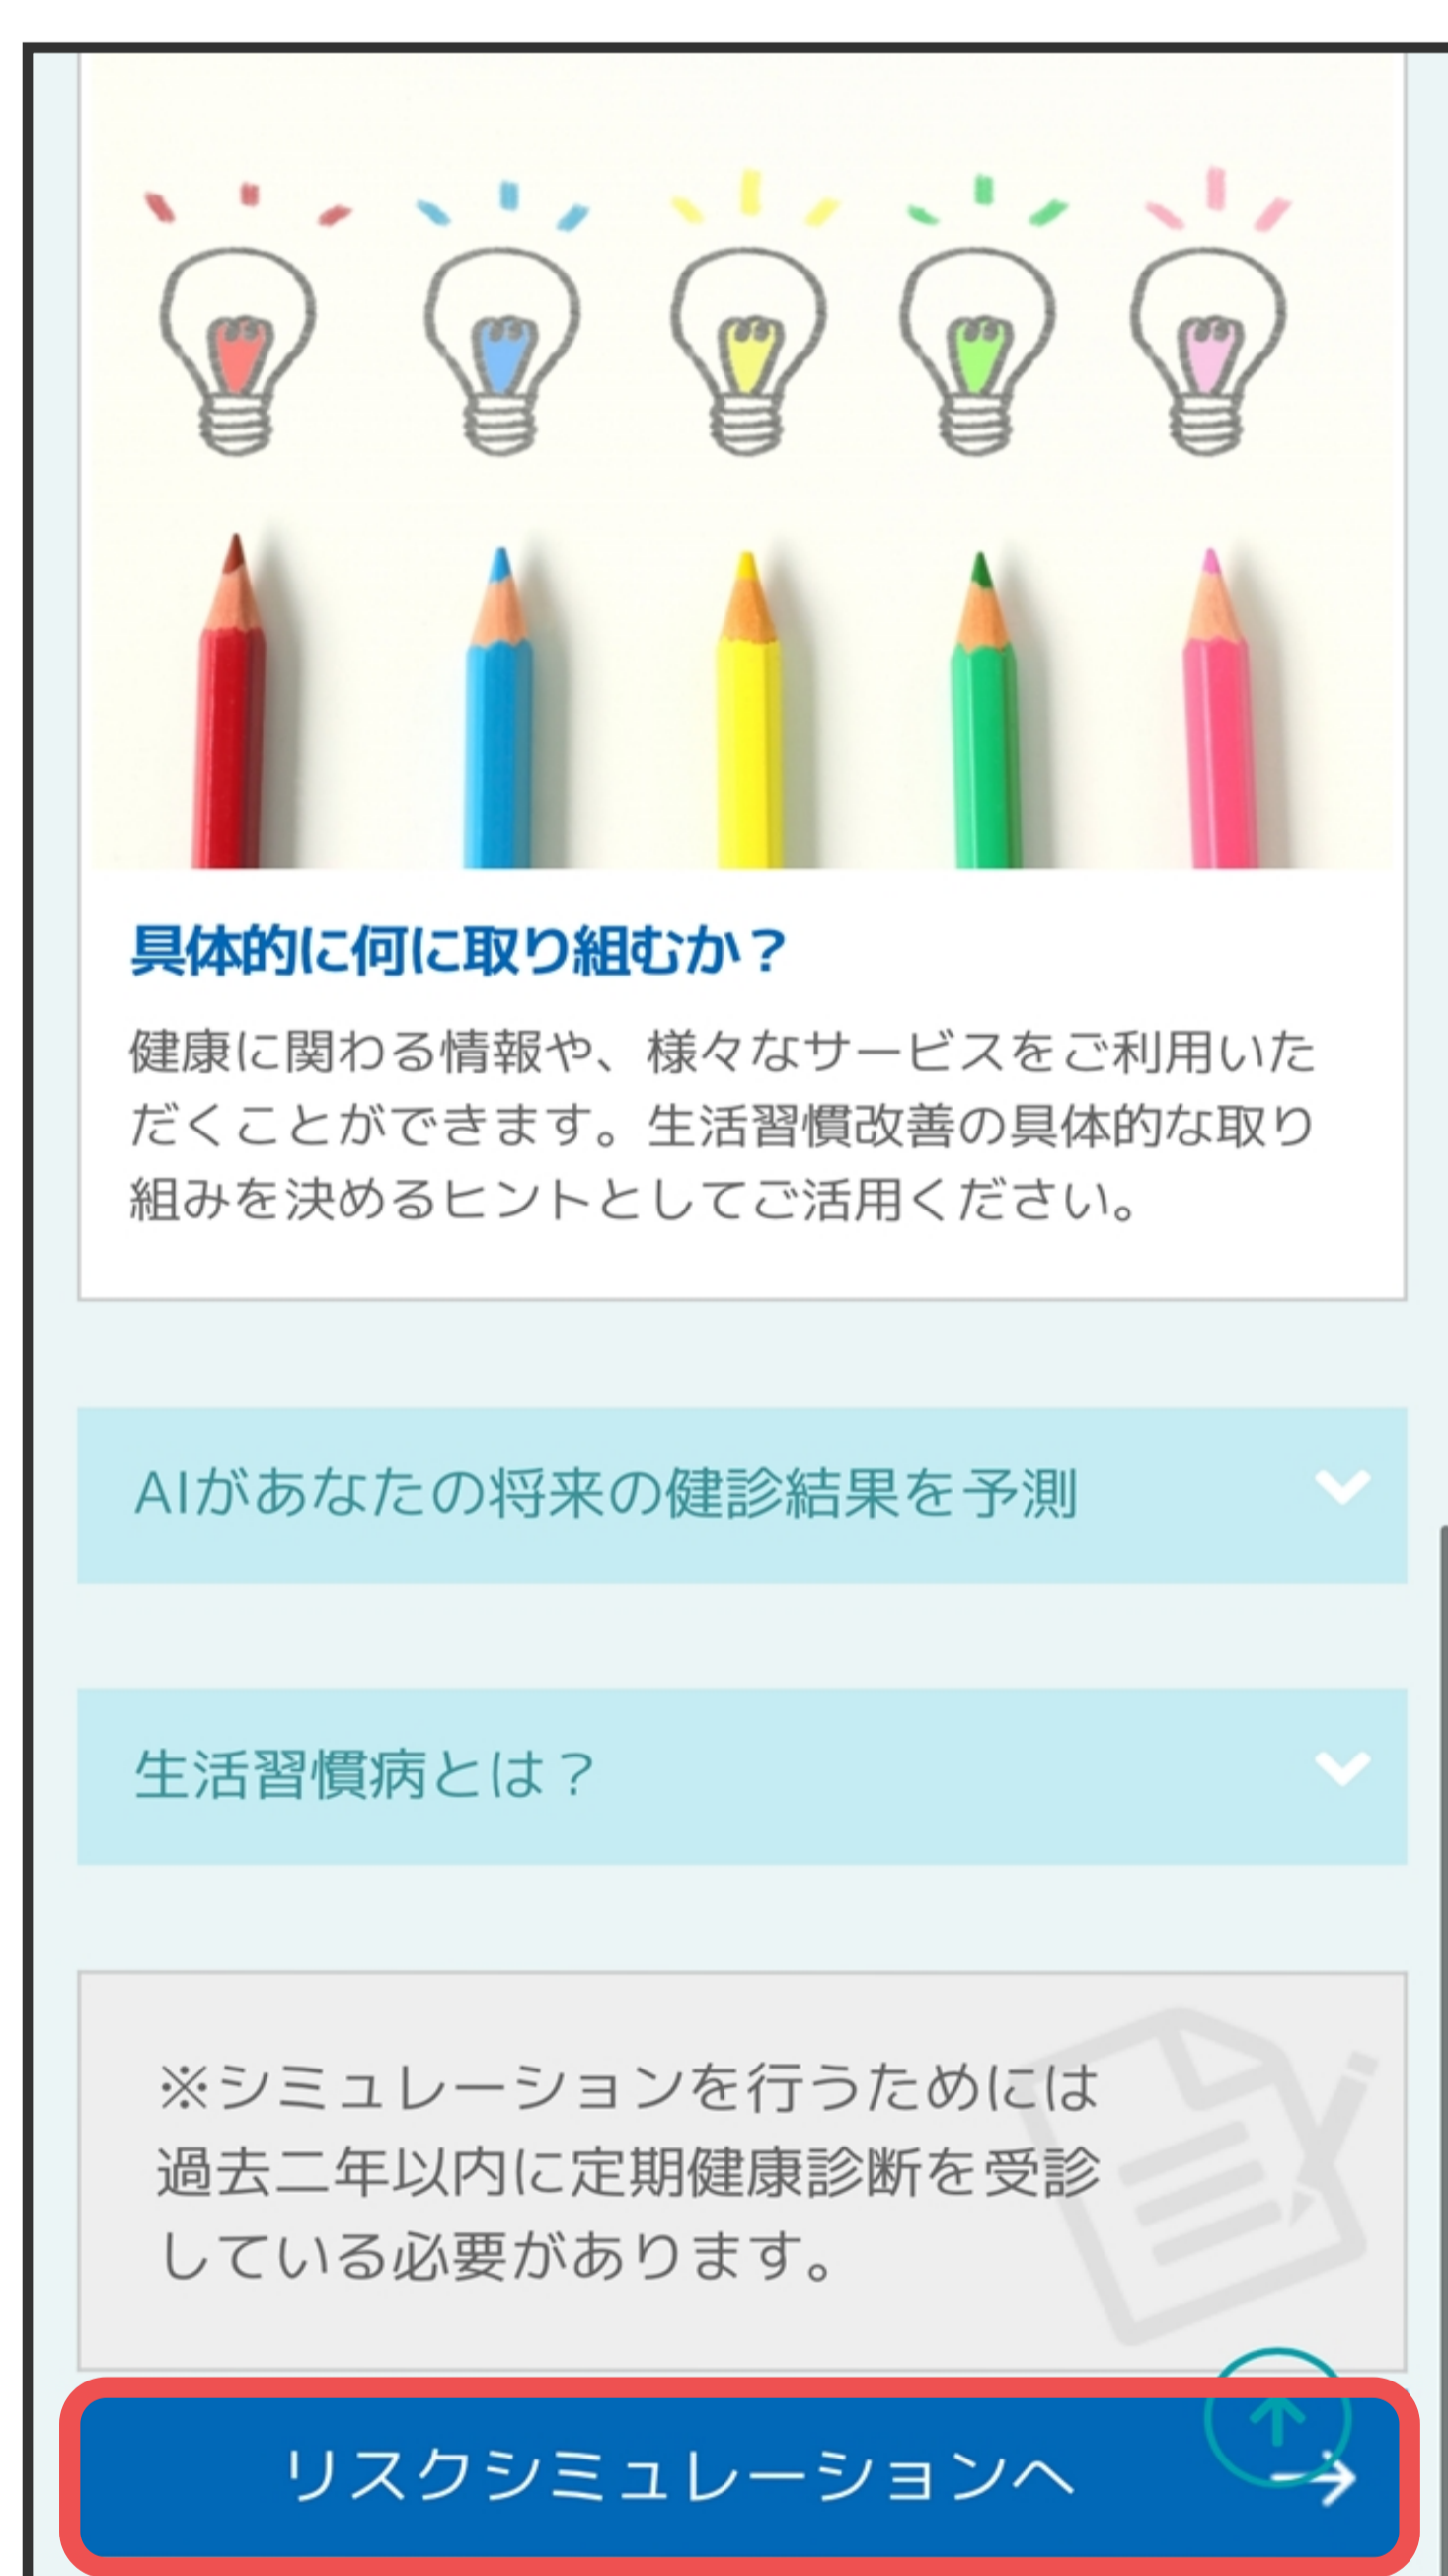 具体的に何に取り組むか？
健康に関わる情報や、様々なサービスをご利用いた
だくことができます。生活習慣改善の具体的な取り
組みを決めるヒントとしてご活用ください。
AIがあなたの将来の健診結果を予測
生活習慣病とは？
※シミュレーションを行うためには
過去二年以内に定期健康診断を受診
している必要があります。
リスクシミュレーションへ